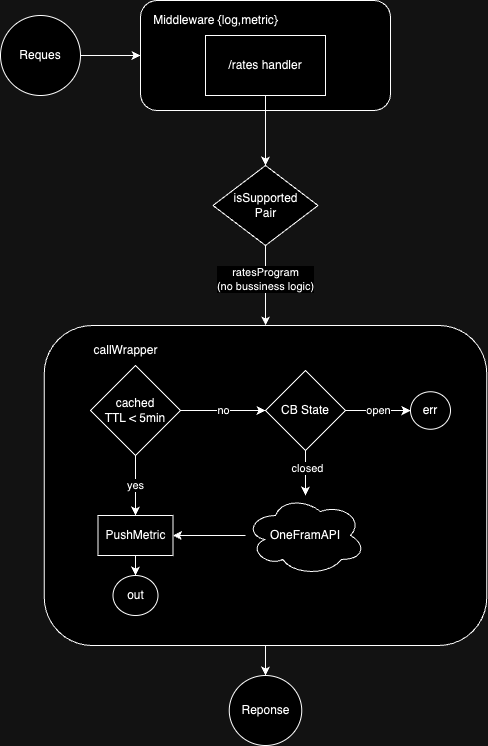 Reques
Middleware {log,metric}
/rates handler
isSupported
Pair
ratesProgram
(no bussiness logic)
callWrapper
cached
TTL < 5min
no
CB State
open
err
yes
closed
PushMetric
OneFramAPI
out
Reponse